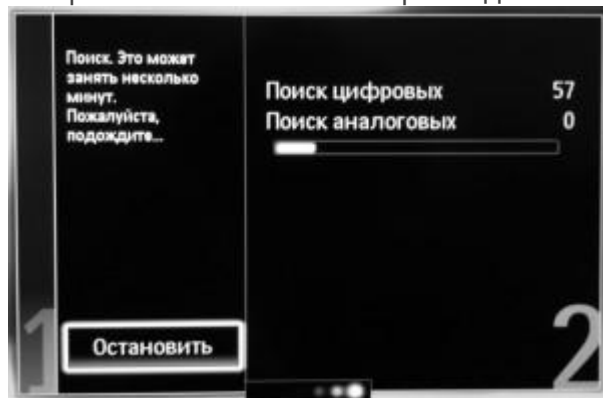 Поиск. Это может
занять несколько
минут.
Пожалуйста,
подождите...
Поиск цифровых 57
Поиск аналоговых 0
Остановить
1
2